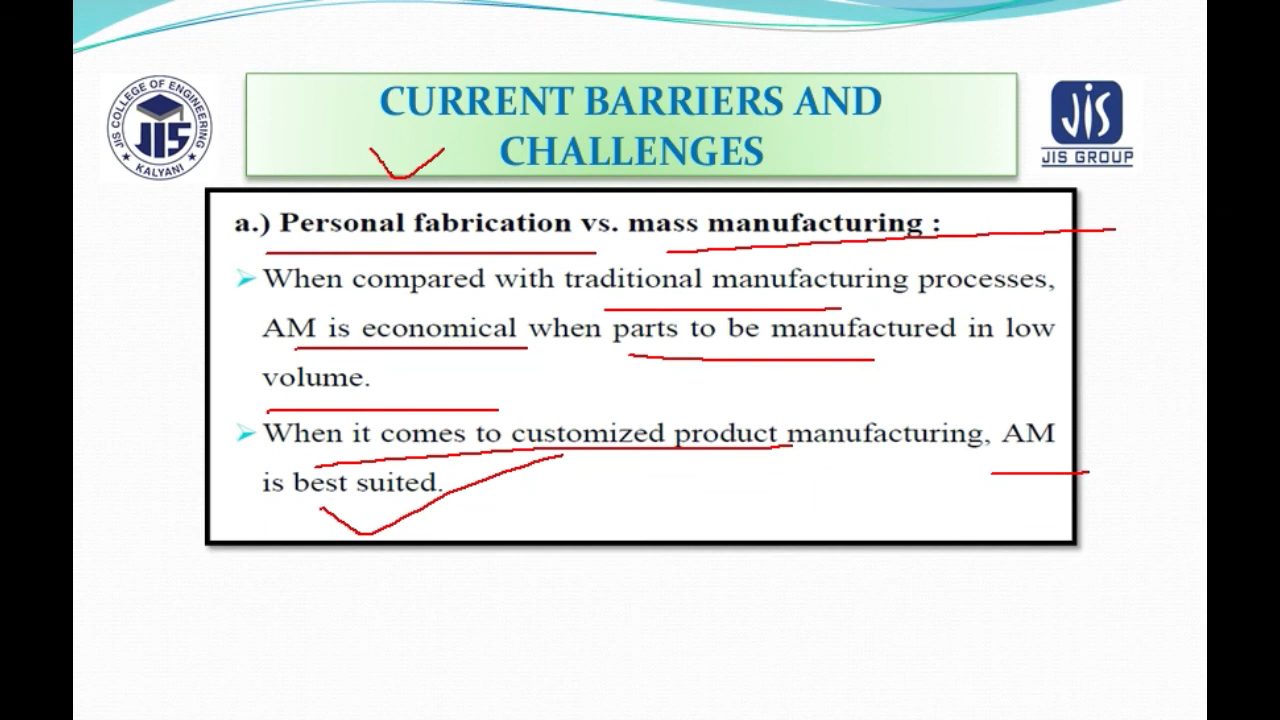 JIS COLLEGE OF ENGINEERING
JIS
KALYANI
CURRENT BARRIERS AND
CHALLENGES
JIS
JIS GROUP
a.) Personal fabrication vs. mass manufacturing :
When compared with traditional manufacturing processes,
AM is economical when parts to be manufactured in low
volume.
When it comes to customized product manufacturing, AM
is best suited.